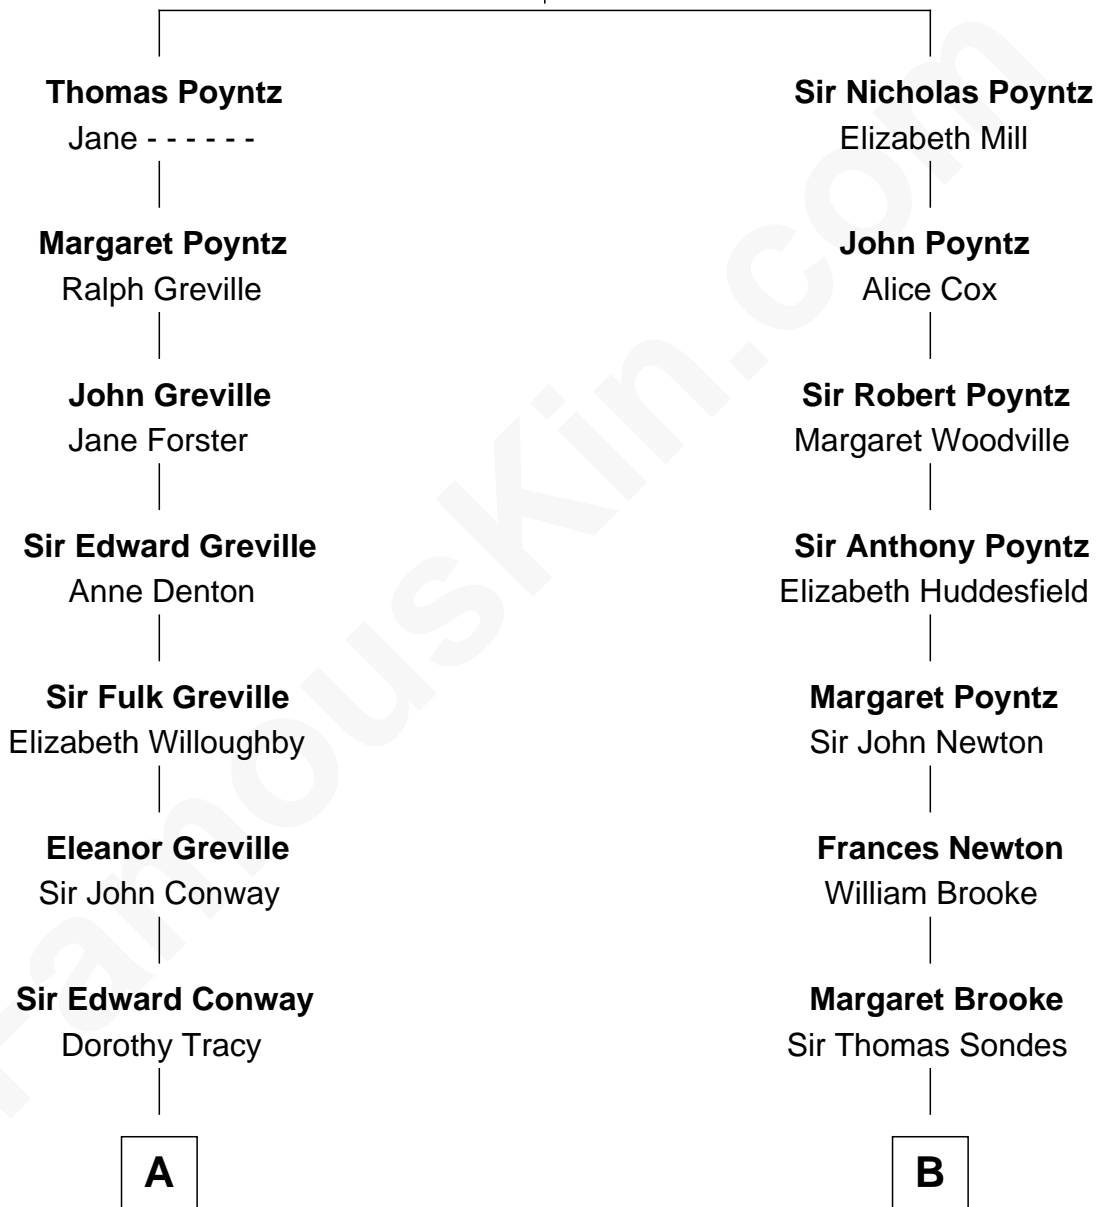 Thomas Poyntz
Jane - - - - - -
Margaret Poyntz
Ralph Greville
John Greville
Jane Forster
Sir Edward Greville
Anne Denton
Sir Fulk Greville
Elizabeth Willoughby
Eleanor Greville
Sir John Conway
Sir Edward Conway
Dorothy Tracy
A
Sir Nicholas Poyntz
Elizabeth Mill
John Poyntz
Alice Cox
Sir Robert Poyntz
Margaret Woodville
Sir Anthony Poyntz
Elizabeth Huddesfield
Margaret Poyntz
Sir John Newton
Frances Newton
William Brooke
Margaret Brooke
Sir Thomas Sondes
B
FamousKin.com